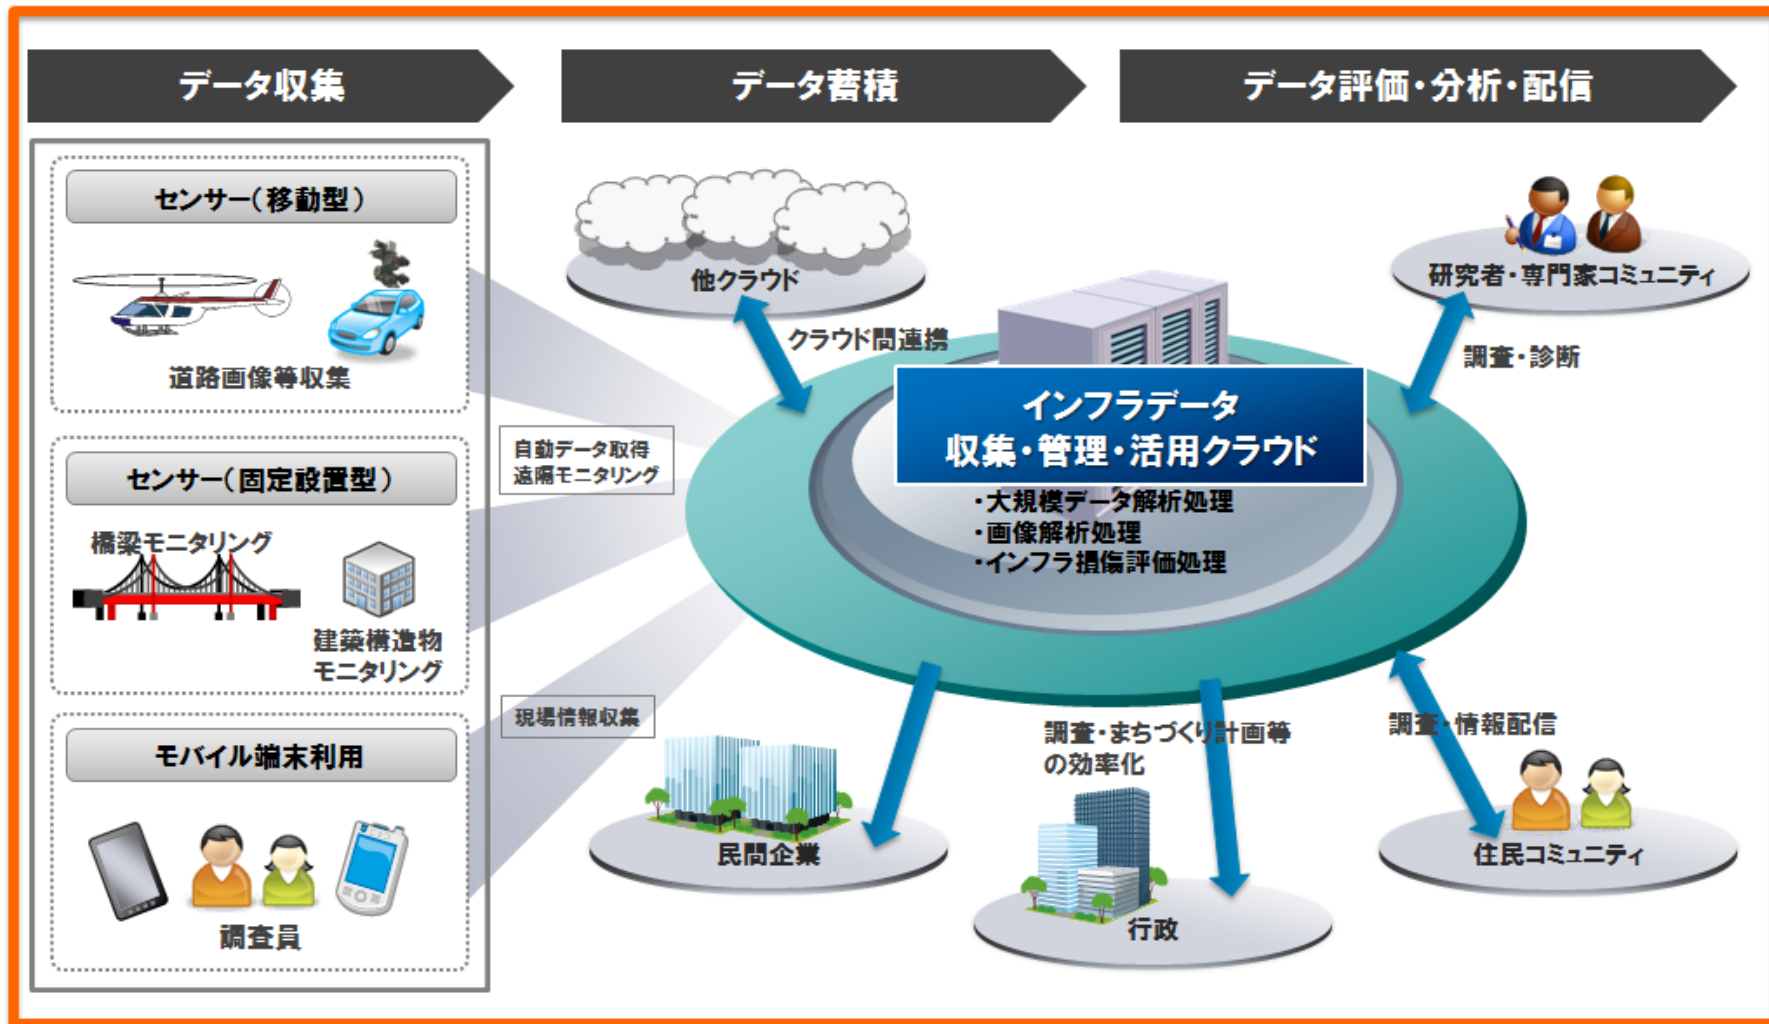 データ収集
データ蓄積
データ評価・分析・配信
センサー(移動型)
道路画像等収集
センサー(固定設置型)
橋梁モニタリング
建築構造物
モニタリング
モバイル端末利用
調査員
自動データ取得
遠隔モニタリング
現場情報収集
他クラウド
クラウド間連携
インフラデータ
収集・管理・活用クラウド
・大規模データ解析処理
・画像解析処理
・インフラ損傷評価処理
研究者・専門家コミュニティ
調査・診断
民間企業
調査・まちづくり計画等
の効率化
行政
調査・情報配信
住民コミュニティ